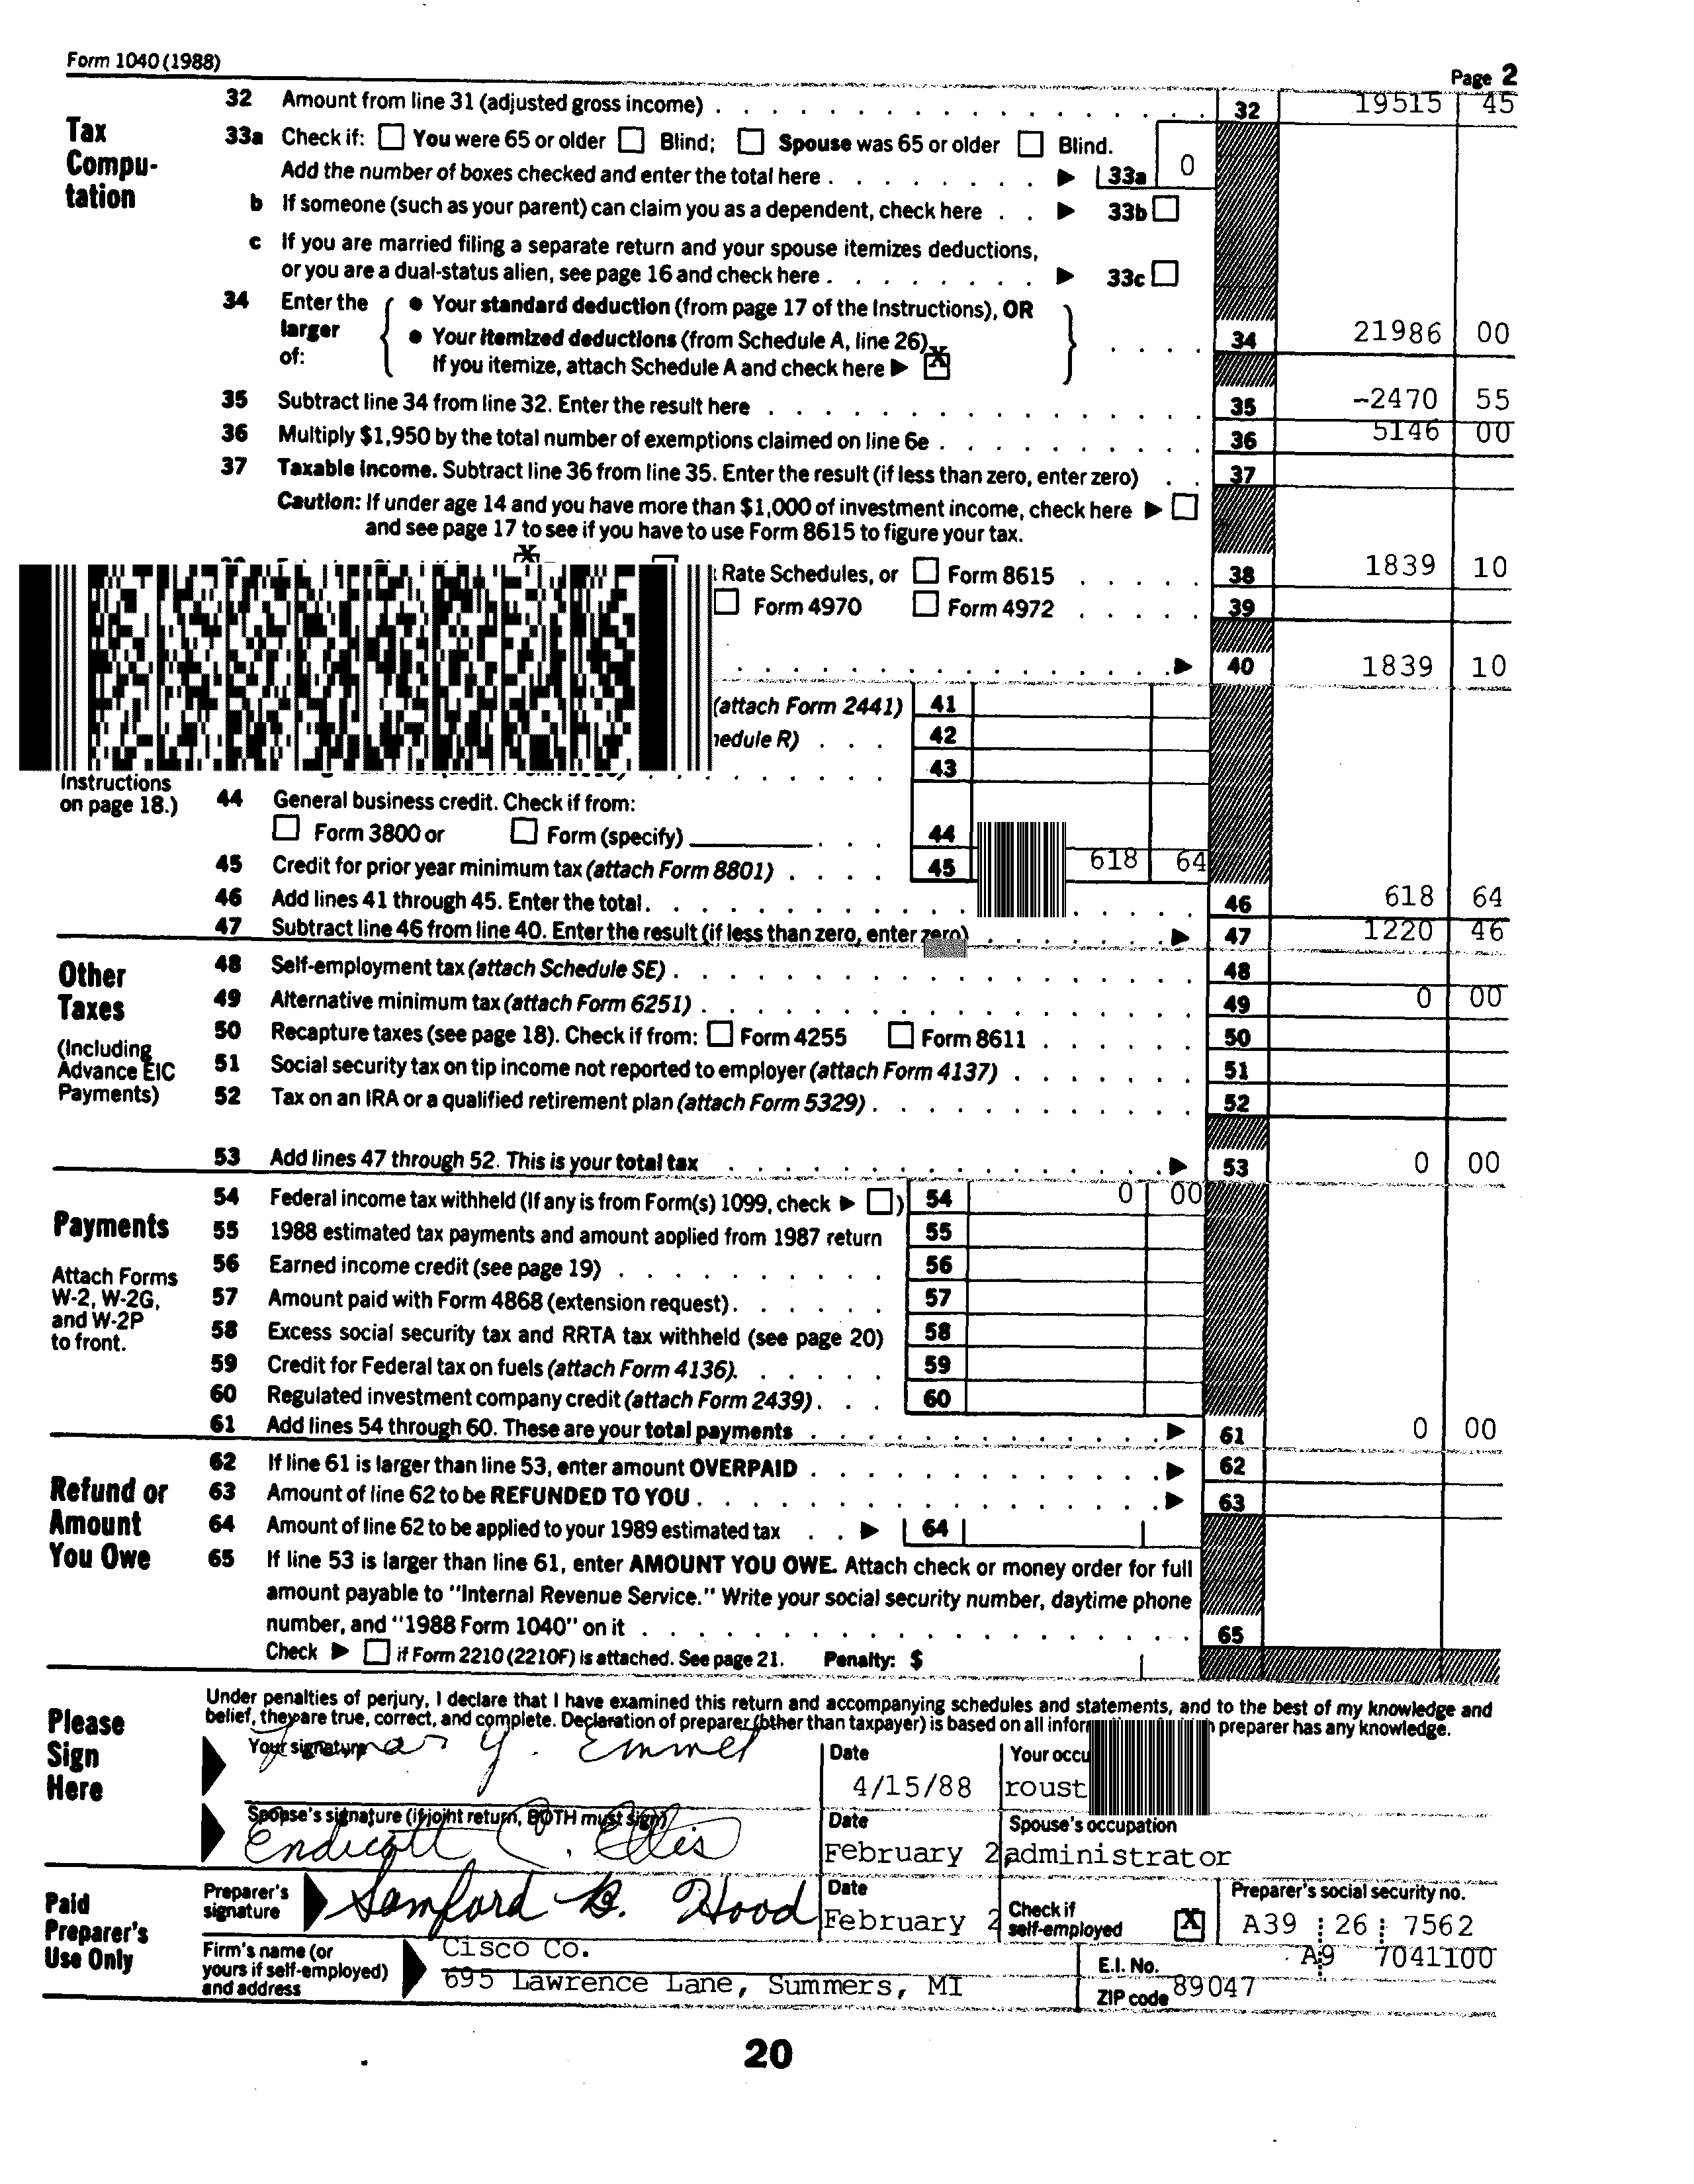 Form 1040 (1988)
Page 2
Tax Compu-tation
32 Amount from line 31 (adjusted gross income) 32 19515 45
33a Check if: You were 65 or older Blind; Spouse was 65 or older Blind.
Add the number of boxes checked and enter the total here 33a 0
b If someone (such as your parent) can claim you as a dependent, check here 33b
c If you are married filing a separate return and your spouse itemizes deductions,
or you are a dual-status alien, see page 16 and check here 33c
34 Enter the larger of:
• Your standard deduction (from page 17 of the Instructions), OR
• Your itemized deductions (from Schedule A, line 26)
If you itemize, attach Schedule A and check here X
34 21986 00
35 Subtract line 34 from line 32. Enter the result here 35 -2470 55
36 Multiply $1,950 by the total number of exemptions claimed on line 6e 36 5146 00
37 Taxable income. Subtract line 36 from line 35. Enter the result (if less than zero, enter zero) 37
Caution: If under age 14 and you have more than $1,000 of investment income, check here
and see page 17 to see if you have to use Form 8615 to figure your tax.
X
Rate Schedules, or Form 8615 38 1839 10
Form 4970 Form 4972 39
40 1839 10
(attach Form 2441) 41
R) 42
43
Instructions on page 18.)
44 General business credit. Check if from:
Form 3800 or Form (specify) 44
45 Credit for prior year minimum tax (attach Form 8801) 45 618 64
46 Add lines 41 through 45. Enter the total 46 618 64
47 Subtract line 46 from line 40. Enter the result (if less than zero, enter zero) 47 1220 46
Other Taxes
(Including Advance EIC Payments)
48 Self-employment tax (attach Schedule SE) 48
49 Alternative minimum tax (attach Form 6251) 49 0 00
50 Recapture taxes (see page 18). Check if from: Form 4255 Form 8611 50
51 Social security tax on tip income not reported to employer (attach Form 4137) 51
52 Tax on an IRA or a qualified retirement plan (attach Form 5329) 52
53 Add lines 47 through 52. This is your total tax 53 0 00
Payments
Attach Forms W-2, W-2G, and W-2P to front.
54 Federal income tax withheld (If any is from Form(s) 1099, check ) 54 0 00
55 1988 estimated tax payments and amount applied from 1987 return 55
56 Earned income credit (see page 19) 56
57 Amount paid with Form 4868 (extension request) 57
58 Excess social security tax and RRTA tax withheld (see page 20) 58
59 Credit for Federal tax on fuels (attach Form 4136) 59
60 Regulated investment company credit (attach Form 2439) 60
61 Add lines 54 through 60. These are your total payments 61 0 00
Refund or Amount You Owe
62 If line 61 is larger than line 53, enter amount OVERPAID 62
63 Amount of line 62 to be REFUNDED TO YOU 63
64 Amount of line 62 to be applied to your 1989 estimated tax 64
65 If line 53 is larger than line 61, enter AMOUNT YOU OWE. Attach check or money order for full
amount payable to "Internal Revenue Service." Write your social security number, daytime phone
number, and "1988 Form 1040" on it 65
Check if Form 2210 (2210F) is attached. See page 21. Penalty: $
Please Sign Here
Under penalties of perjury, I declare that I have examined this return and accompanying schedules and statements, and to the best of my knowledge and
belief, they are true, correct, and complete. Declaration of preparer (other than taxpayer) is based on all preparer has any knowledge.
Your signature Y. Emmel
Date 4/15/88
Your
roust
Spouse's signature (if joint return, BOTH must sign)
Endicott C. Ellis
Date February 2
Spouse's occupation administrator
Paid Preparer's Use Only
Preparer's signature Samford B. Hood
Date February 2
Check if self-employed X
Preparer's social security no. A39 26 7562
Firm's name (or yours if self-employed) and address
Cisco Co.
695 Lawrence Lane, Summers, MI
E.I. No. A9 7041100
ZIP code 89047
20